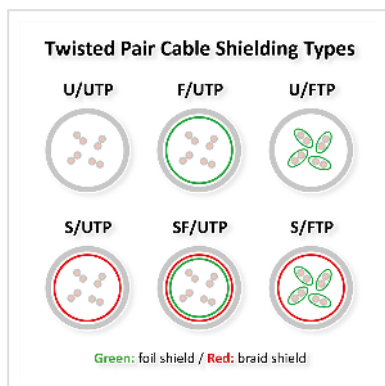 Twisted Pair Cable Shielding Types
U/UTP F/UTP U/FTP
S/UTP SF/UTP S/FTP
Green: foil shield / Red: braid shield